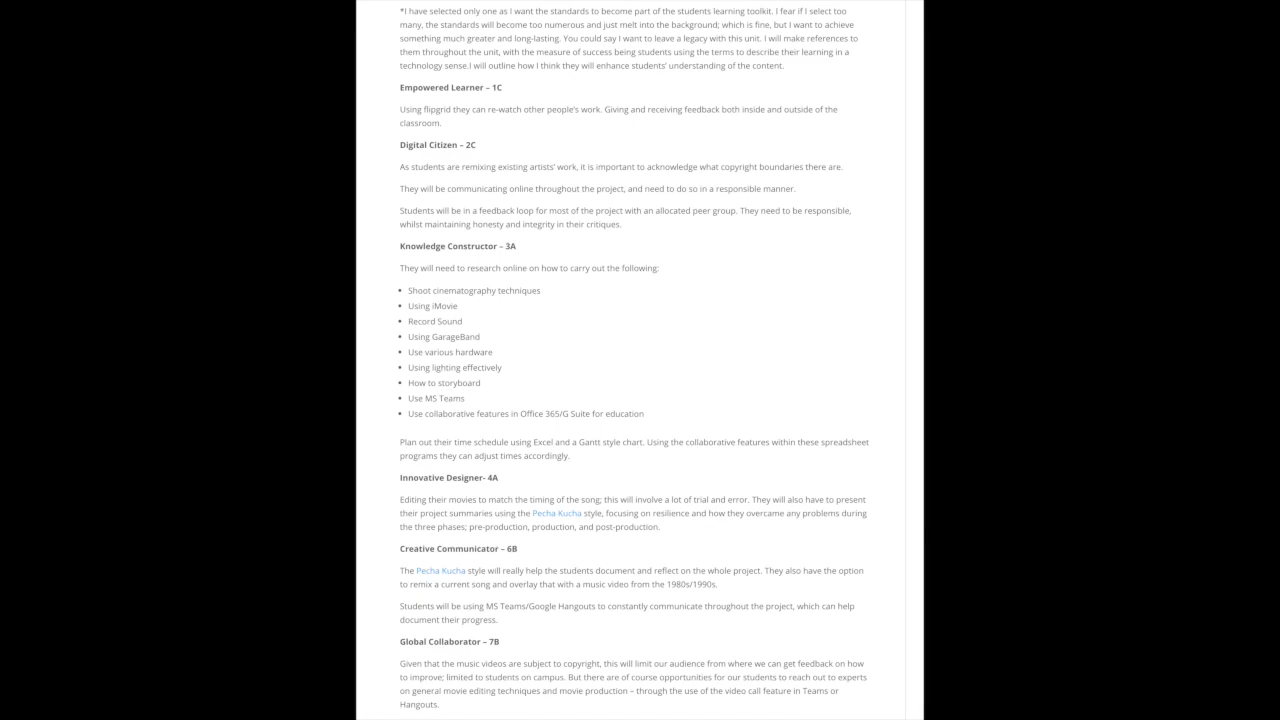 *I have selected only one as I want the standards to become part of the students learning toolkit. I fear if I select too
many, the standards will become too numerous and just melt into the background; which is fine, but I want to achieve
something much greater and long-lasting. You could say I want to leave a legacy with this unit. I will make references to
them throughout the unit, with the measure of success being students using the terms to describe their learning in a
technology sense.I will outline how I think they will enhance students’ understanding of the content.
Empowered Learner – 1C
Using flipgrid they can re-watch other people’s work. Giving and receiving feedback both inside and outside of the
classroom.
Digital Citizen – 2C
As students are remixing existing artists’ work, it is important to acknowledge what copyright boundaries there are.
They will be communicating online throughout the project, and need to do so in a responsible manner.
Students will be in a feedback loop for most of the project with an allocated peer group. They need to be responsible,
whilst maintaining honesty and integrity in their critiques.
Knowledge Constructor – 3A
They will need to research online on how to carry out the following:
• Shoot cinematography techniques
• Using iMovie
• Record Sound
• Using GarageBand
• Use various hardware
• Using lighting effectively
• How to storyboard
• Use MS Teams
• Use collaborative features in Office 365/G Suite for education
Plan out their time schedule using Excel and a Gantt style chart. Using the collaborative features within these spreadsheet
programs they can adjust times accordingly.
Innovative Designer- 4A
Editing their movies to match the timing of the song; this will involve a lot of trial and error. They will also have to present
their project summaries using the Pecha Kucha style, focusing on resilience and how they overcame any problems during
the three phases; pre-production, production, and post-production.
Creative Communicator – 6B
The Pecha Kucha style will really help the students document and reflect on the whole project. They also have the option
to remix a current song and overlay that with a music video from the 1980s/1990s.
Students will be using MS Teams/Google Hangouts to constantly communicate throughout the project, which can help
document their progress.
Global Collaborator – 7B
Given that the music videos are subject to copyright, this will limit our audience from where we can get feedback on how
to improve; limited to students on campus. But there are of course opportunities for our students to reach out to experts
on general movie editing techniques and movie production – through the use of the video call feature in Teams or
Hangouts.